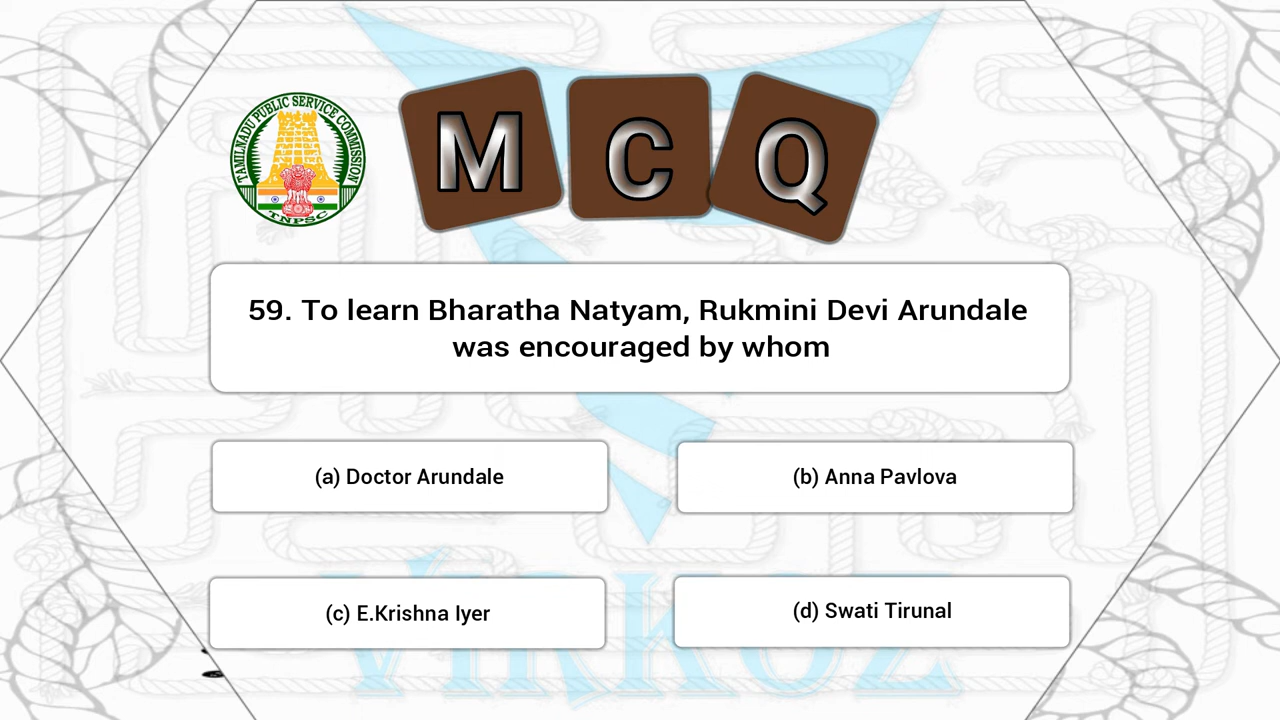 TAMILNADU PUBLIC SERVICE COMMISSION
TNPSC
M C Q
59. To learn Bharatha Natyam, Rukmini Devi Arundale
was encouraged by whom
(a) Doctor Arundale
(b) Anna Pavlova
(c) E.Krishna Iyer
(d) Swati Tirunal
VIRKOZ